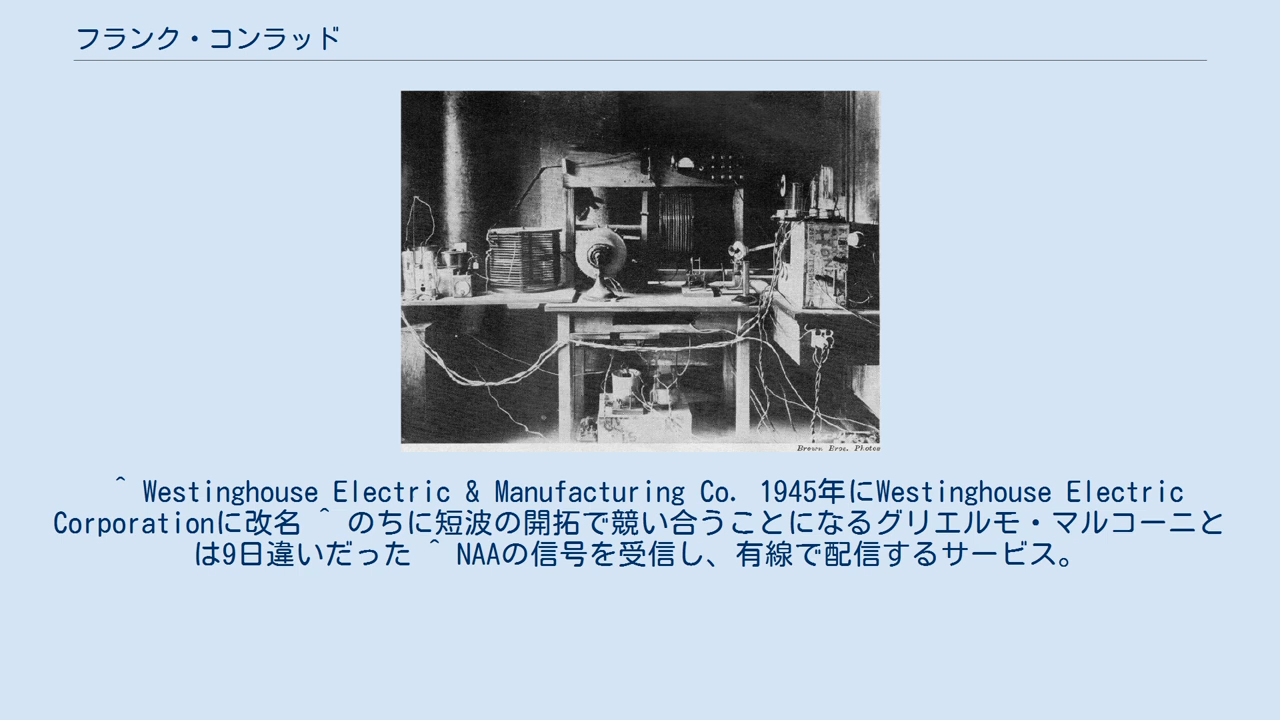 フランク・コンラッド
Brown Bros. Photos
^ Westinghouse Electric & Manufacturing Co. 1945年にWestinghouse Electric
Corporationに改名 ^ のちに短波の開拓で競い合うことになるグリエルモ・マルコーニと
は9日違いだった ^ NAAの信号を受信し、有線で配信するサービス。